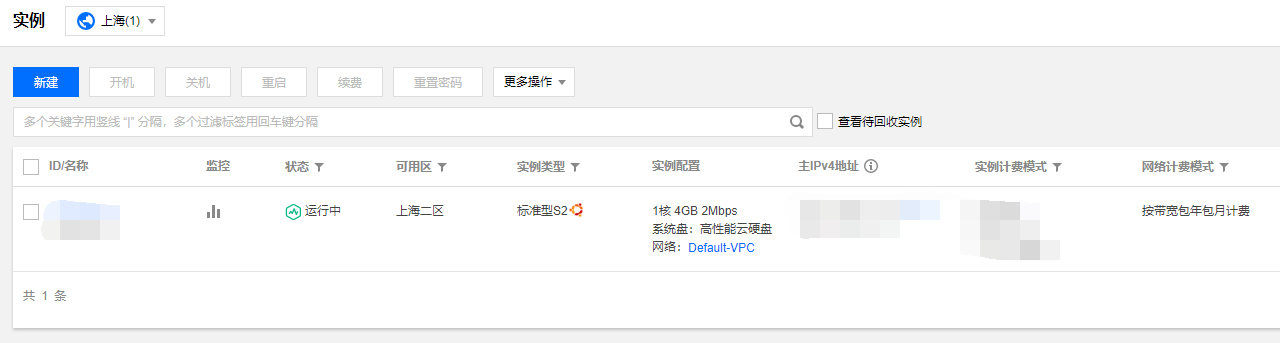 实例 上海(1)
新建 开机 关机 重启 续费 重置密码 更多操作
多个关键字用竖线 “|” 分隔，多个过滤标签用回车键分隔 查看待回收实例
ID/名称 监控 状态 可用区 实例类型 实例配置 主IPv4地址 实例计费模式 网络计费模式
运行中 上海二区 标准型S2 1核 4GB 2Mbps 按带宽包年包月计费
系统盘：高性能云硬盘
网络：Default-VPC
共 1 条